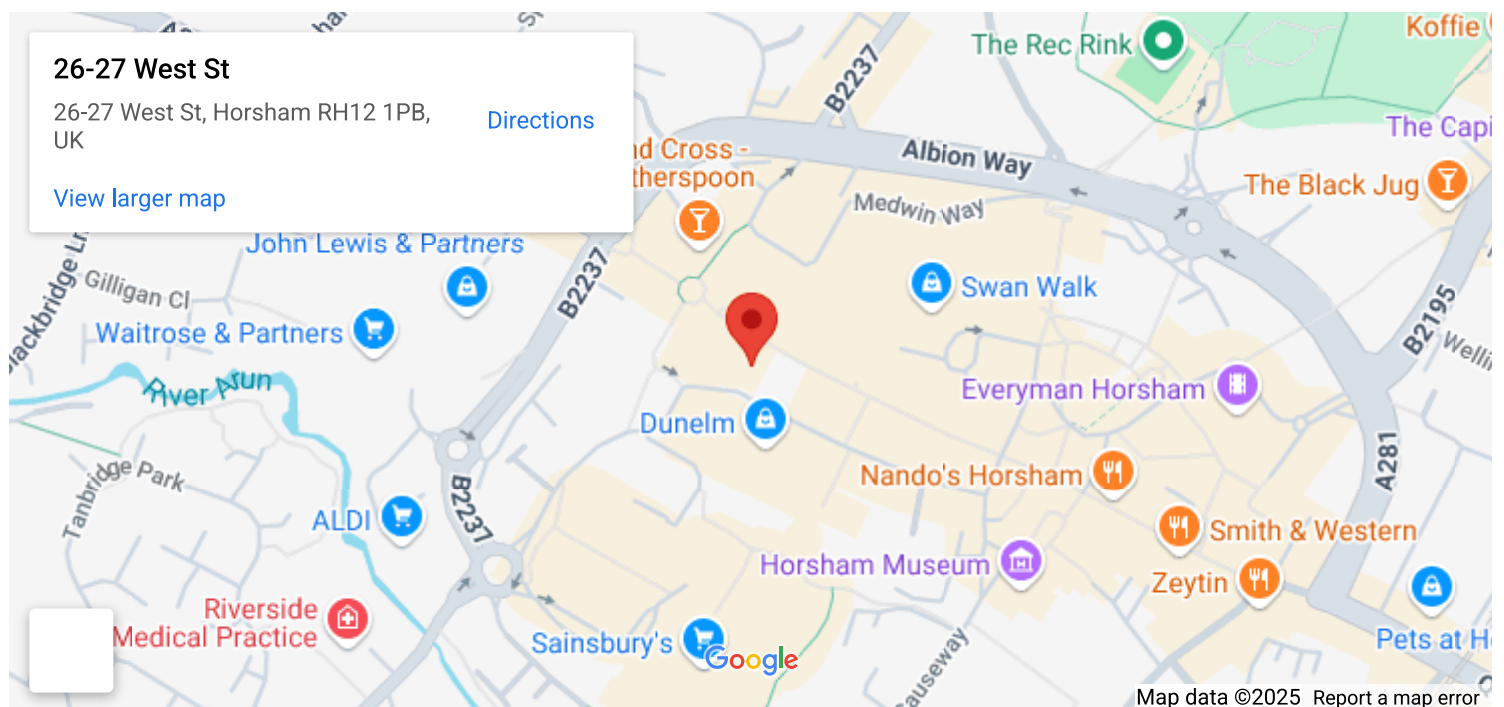 26-27 West St
26-27 West St, Horsham RH12 1PB,
UK
Directions
View larger map
B2237
The Rec Rink
Koffie
The Capi
Albion Way
nd Cross -
therspoon
Medwin Way
The Black Jug
John Lewis & Partners
Gilligan Cl
B2237
Swan Walk
B2195
Waitrose & Partners
River Arun
Everyman Horsham
Dunelm
Tanbridge Park
B2237
Nando's Horsham
A281
ALDI
Smith & Western
Horsham Museum
Zeytin
Riverside
Medical Practice
Sainsbury's
Google
Pets at H
Causeway
Map data ©2025
Report a map error